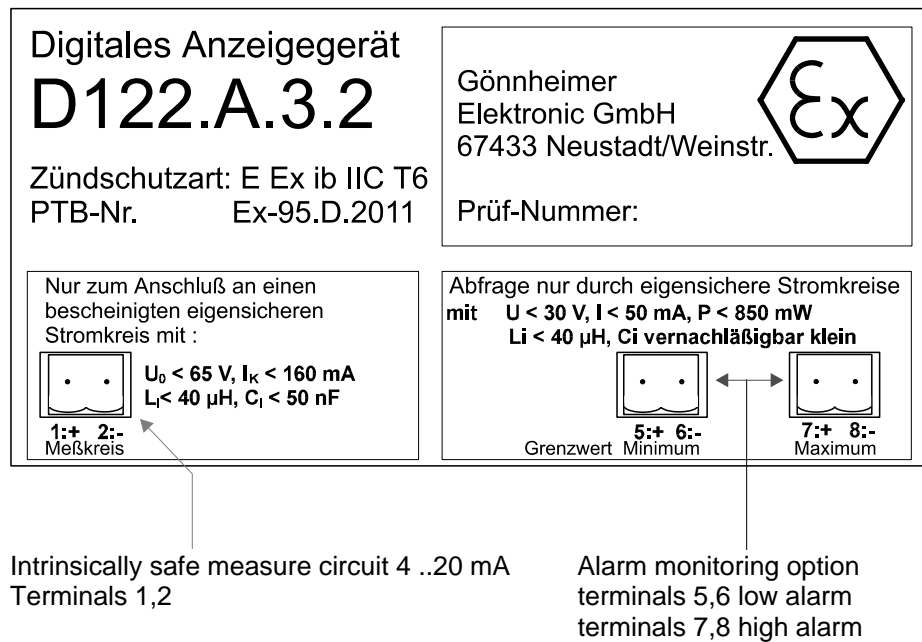 Digitales Anzeigegerät
D122.A.3.2
Zündschutzart: E Ex ib IIC T6
PTB-Nr. Ex-95.D.2011
Gönnheimer
Elektronic GmbH
67433 Neustadt/Weinstr.
Ex
Prüf-Nummer:
Nur zum Anschluß an einen
bescheinigten eigensicheren
Stromkreis mit :
U₀ < 65 V, Iₖ < 160 mA
Lᵢ< 40 µH, Cᵢ < 50 nF
1:+ 2:-
Meßkreis
Abfrage nur durch eigensichere Stromkreise
mit U < 30 V, I < 50 mA, P < 850 mW
Li < 40 µH, Ci vernachläßigbar klein
5:+ 6:- 7:+ 8:-
Grenzwert Minimum Maximum
Intrinsically safe measure circuit 4 ..20 mA
Terminals 1,2
Alarm monitoring option
terminals 5,6 low alarm
terminals 7,8 high alarm